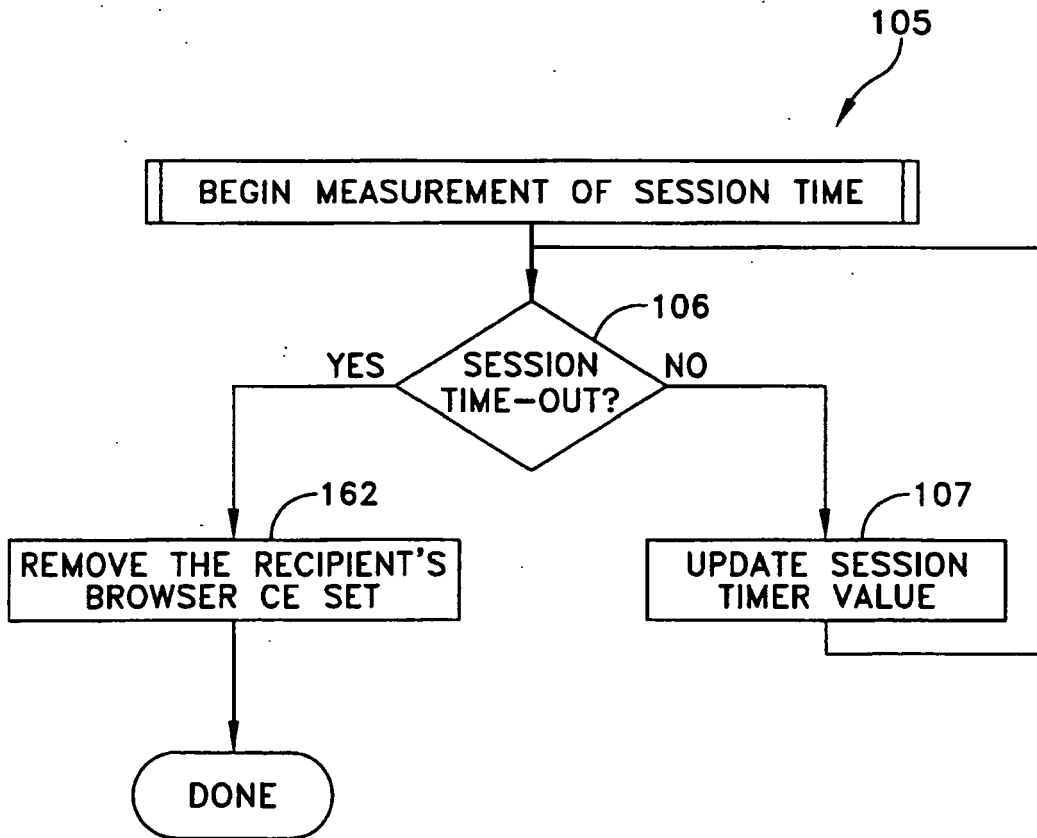 105
BEGIN MEASUREMENT OF SESSION TIME
106
YES
SESSION
TIME-OUT?
NO
162
REMOVE THE RECIPIENT'S
BROWSER CE SET
107
UPDATE SESSION
TIMER VALUE
DONE